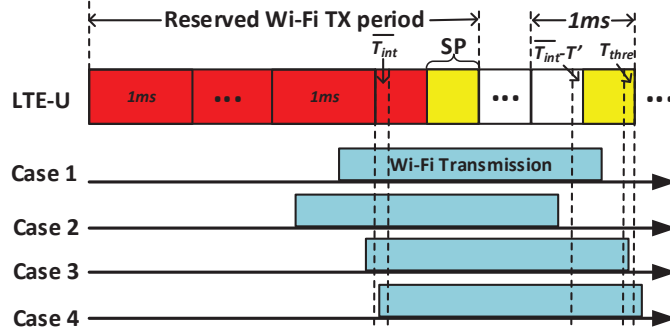 Reserved Wi-Fi TX period
1ms
T̅int
SP
T̅int-T' Tthre
LTE-U
1ms ••• 1ms ••• •••
Case 1
Wi-Fi Transmission
Case 2
Case 3
Case 4